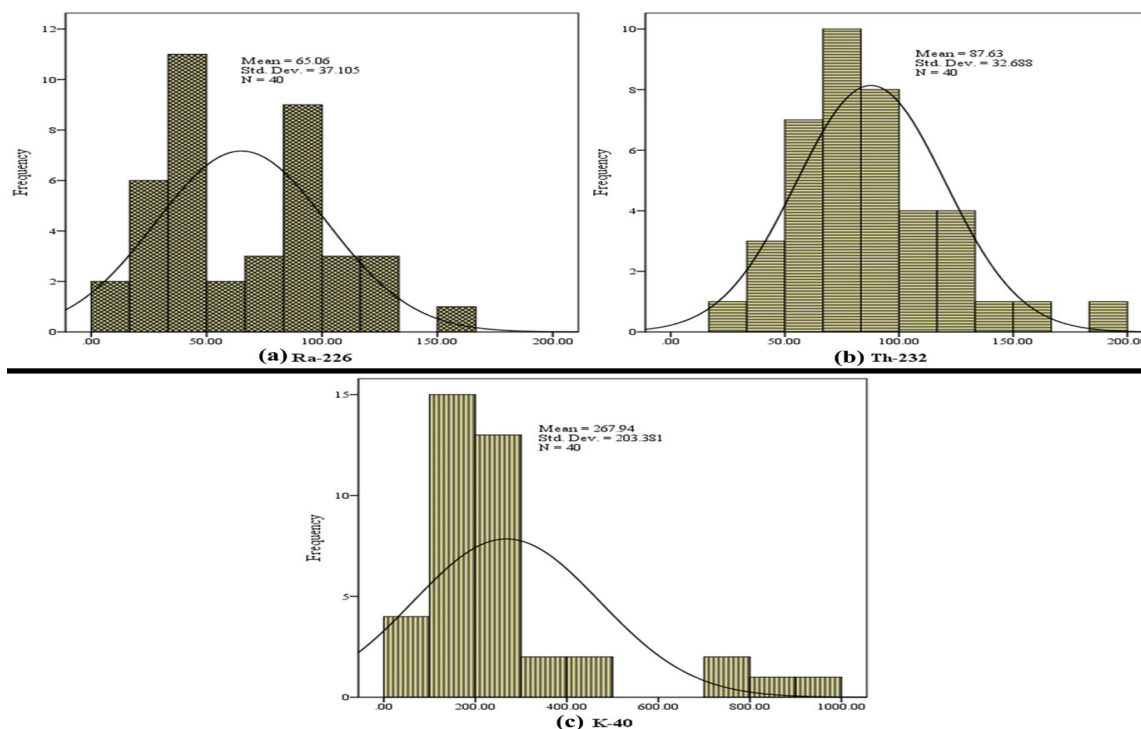 12
10
8
6
4
2
0
Frequency
Mean = 65.06
Std. Dev. = 37.105
N = 40
.00 50.00 100.00 150.00 200.00
(a) Ra-226
10
8
6
4
2
0
Frequency
Mean = 87.63
Std. Dev. = 32.688
N = 40
.00 50.00 100.00 150.00 200.00
(b) Th-232
15
10
5
0
Frequency
Mean = 267.94
Std. Dev. = 203.381
N = 40
.00 200.00 400.00 600.00 800.00 1000.00
(c) K-40